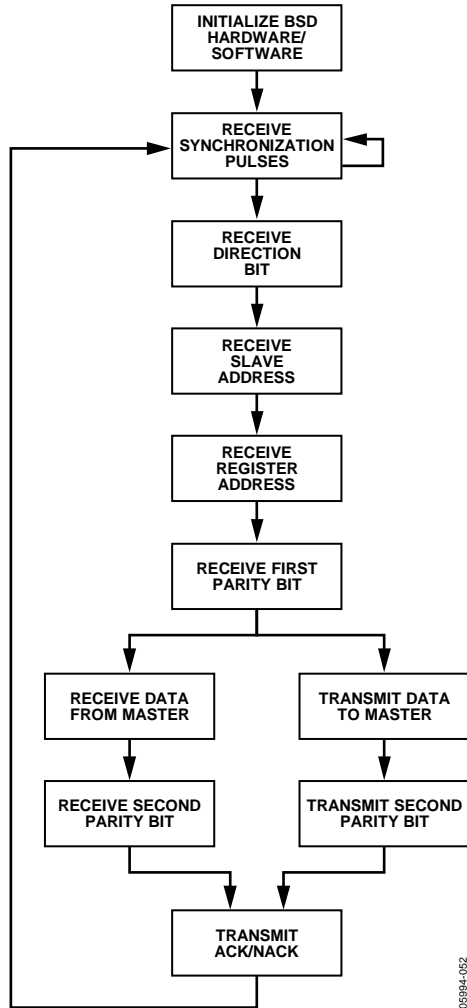 INITIALIZE BSD
HARDWARE/
SOFTWARE
RECEIVE
SYNCHRONIZATION
PULSES
RECEIVE
DIRECTION
BIT
RECEIVE
SLAVE
ADDRESS
RECEIVE
REGISTER
ADDRESS
RECEIVE FIRST
PARITY BIT
RECEIVE DATA
FROM MASTER
TRANSMIT DATA
TO MASTER
RECEIVE SECOND
PARITY BIT
TRANSMIT SECOND
PARITY BIT
TRANSMIT
ACK/NACK
05994-052